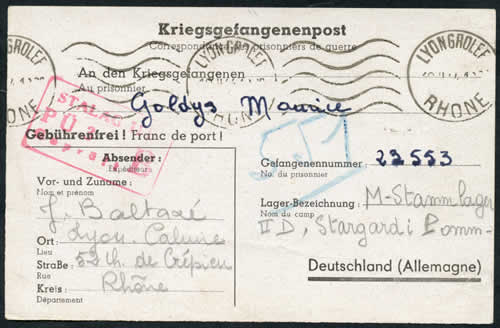 Kriegsgefangenenpost
Correspondance des prisonniers de guerre
LYON GROLEE
RHONE
LYON GROLEE
RHONE
LYON GROLEE
RHONE
An den Kriegsgefangenen
Au prisonnier
Goldys Maurice
STALAG
Geprüft
Gebührenfrei! Franc de port!
Absender:
Expéditeurs
Vor- und Zuname:
Nom et prénom
J. Baltazé
Ort: Lyon Caluire
Lieu
Straße: 52 ch. de Crépieu
Rue
Kreis: Rhône
Département
Gefangenennummer: 23553
No. du prisonnier
Lager-Bezeichnung: M-Stammlager
Nom du camp
II D, Stargard i Pomm-
Deutschland (Allemagne)